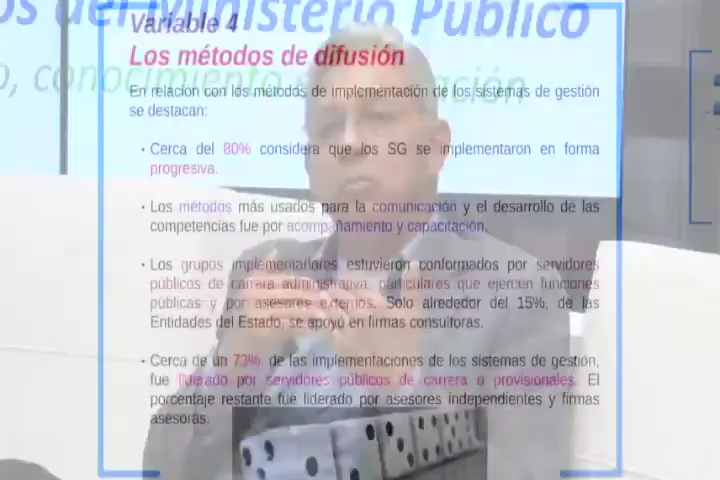 os del Ministerio Público
Variable 4
Los métodos de difusión
o, conocimiento
En relación con los métodos de implementación de los sistemas de gestión
se destacan:
• Cerca del 80% considera que los SG se implementaron en forma
progresiva.
• Los métodos más usados para la comunicación y el desarrollo de las
competencias fue por acompañamiento y capacitación.
• Los grupos implementadores estuvieron conformados por servidores
públicos de carrera administrativa, particulares que ejercen funciones
públicas y por asesores externos. Solo alrededor del 15%, de las
Entidades del Estado, se apoyó en firmas consultoras.
• Cerca de un 73% de las implementaciones de los sistemas de gestión,
fue liderado por servidores públicos de carrera o provisionales. El
porcentaje restante fue liderado por asesores independientes y firmas
asesoras.